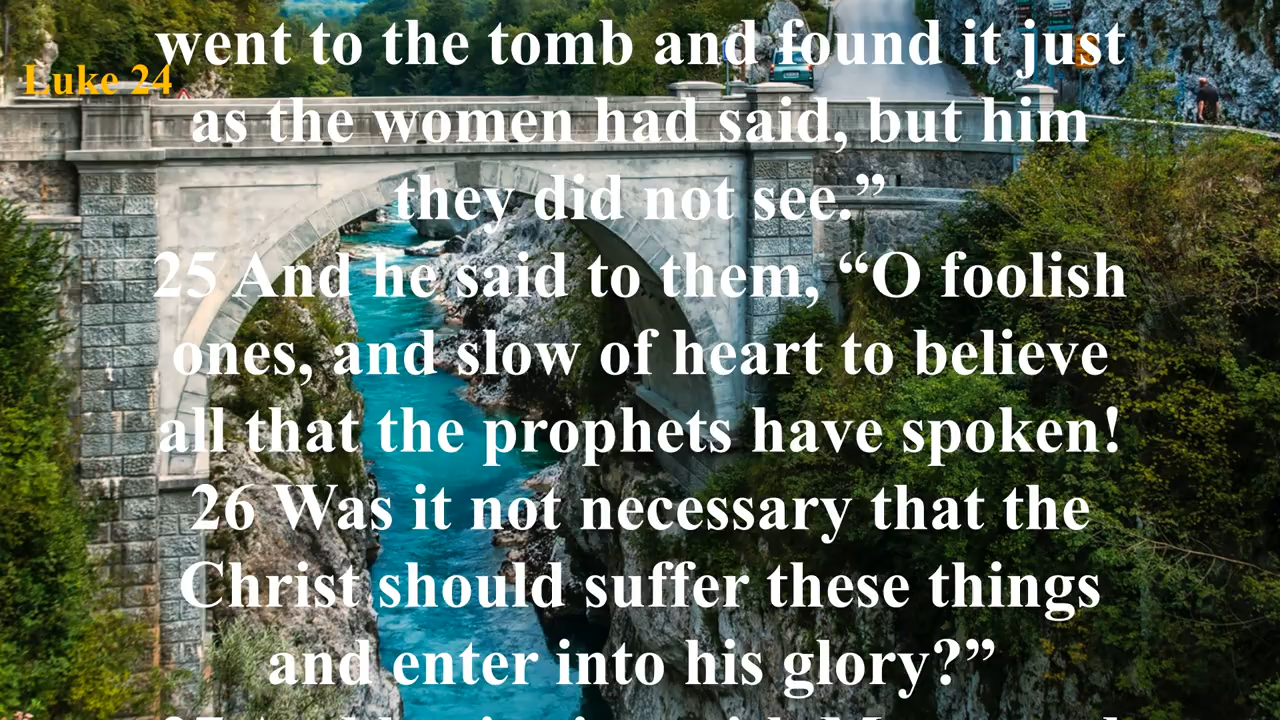 went to the tomb and found it just
Luke 24
as the women had said, but him
they did not see.”
25 And he said to them, “O foolish
ones, and slow of heart to believe
all that the prophets have spoken!
26 Was it not necessary that the
Christ should suffer these things
and enter into his glory?”